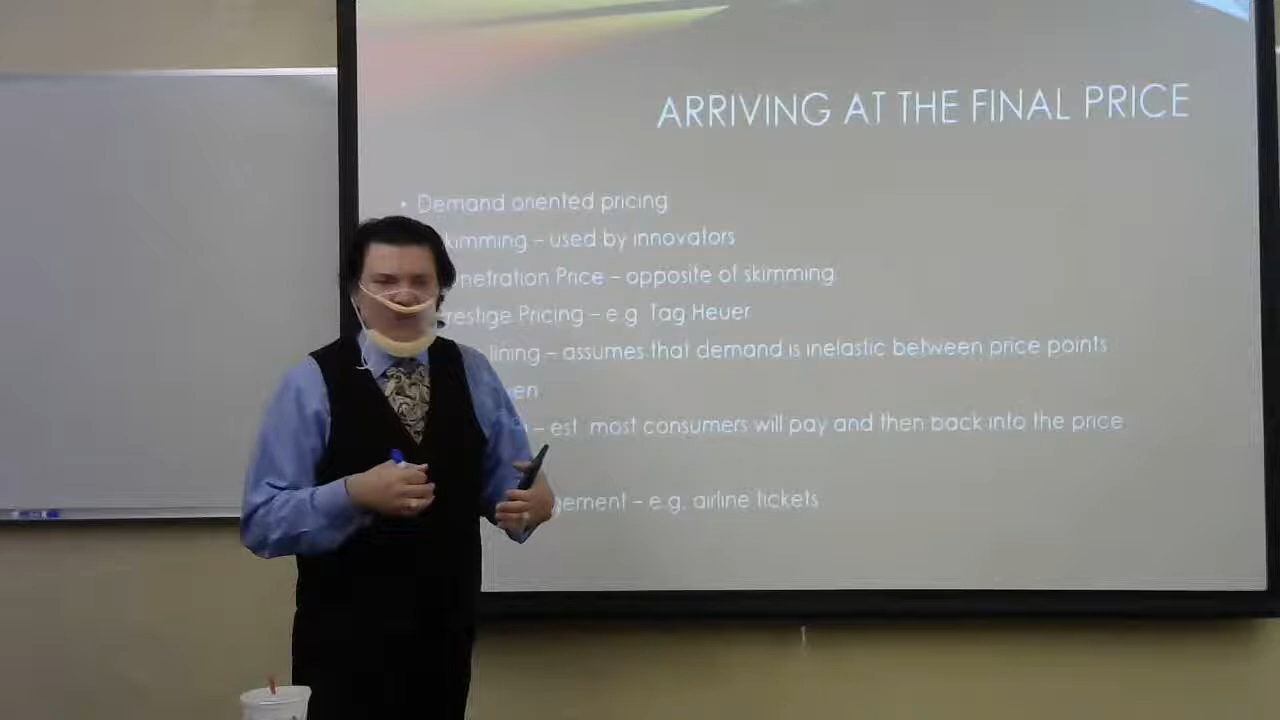 ARRIVING AT THE FINAL PRICE
• Demand oriented pricing
kimming – used by innovators
netration Price – opposite of skimming
restige Pricing – e.g. Tag Heuer
lining – assumes that demand is inelastic between price points
en
– est. most consumers will pay and then back into the price
gement – e.g. airline tickets